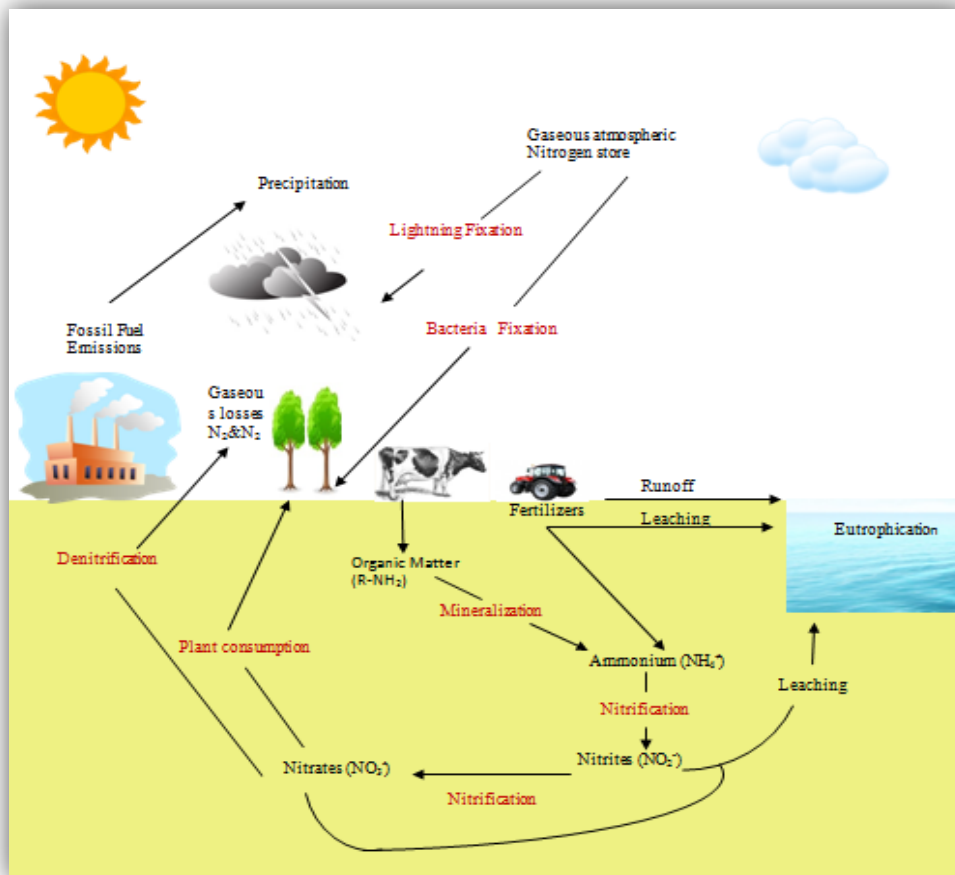 Gaseous atmospheric
Nitrogen store
Precipitation
Lightning Fixation
Fossil Fuel
Emissions
Bacteria Fixation
Gaseou
s losses
N₂&N₂
Runoff
Fertilizers
Leaching
Eutrophication
Denitrification
Organic Matter
(R-NH₂)
Mineralization
Plant consumption
Ammonium (NH₄⁺)
Leaching
Nitrification
Nitrites (NO₂⁻)
Nitrates (NO₃⁻)
Nitrification